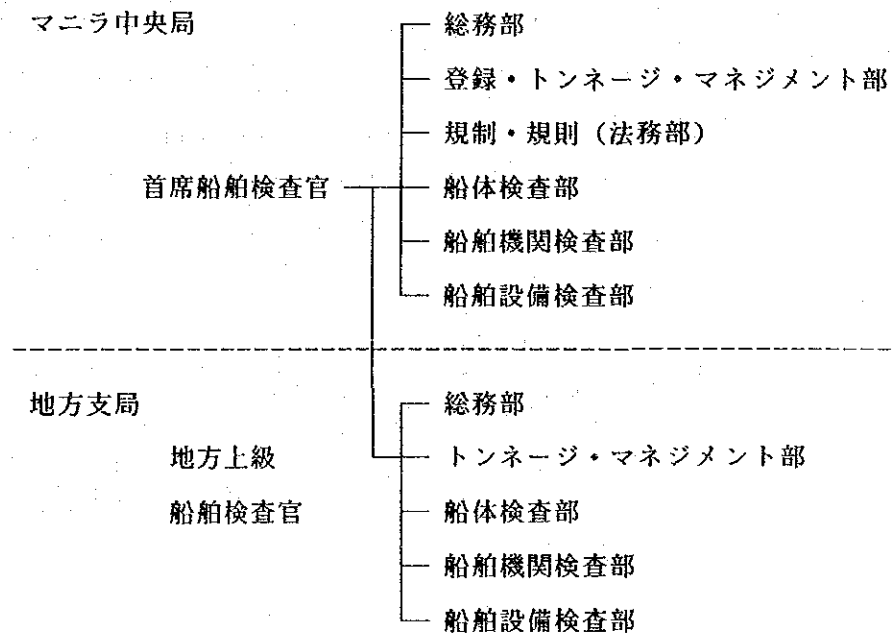 マニラ中央局
総務部
登録・トンネージ・マネジメント部
規制・規則（法務部）
首席船舶検査官
船体検査部
船舶機関検査部
船舶設備検査部
地方支局
総務部
地方上級
トンネージ・マネジメント部
船舶検査官
船体検査部
船舶機関検査部
船舶設備検査部